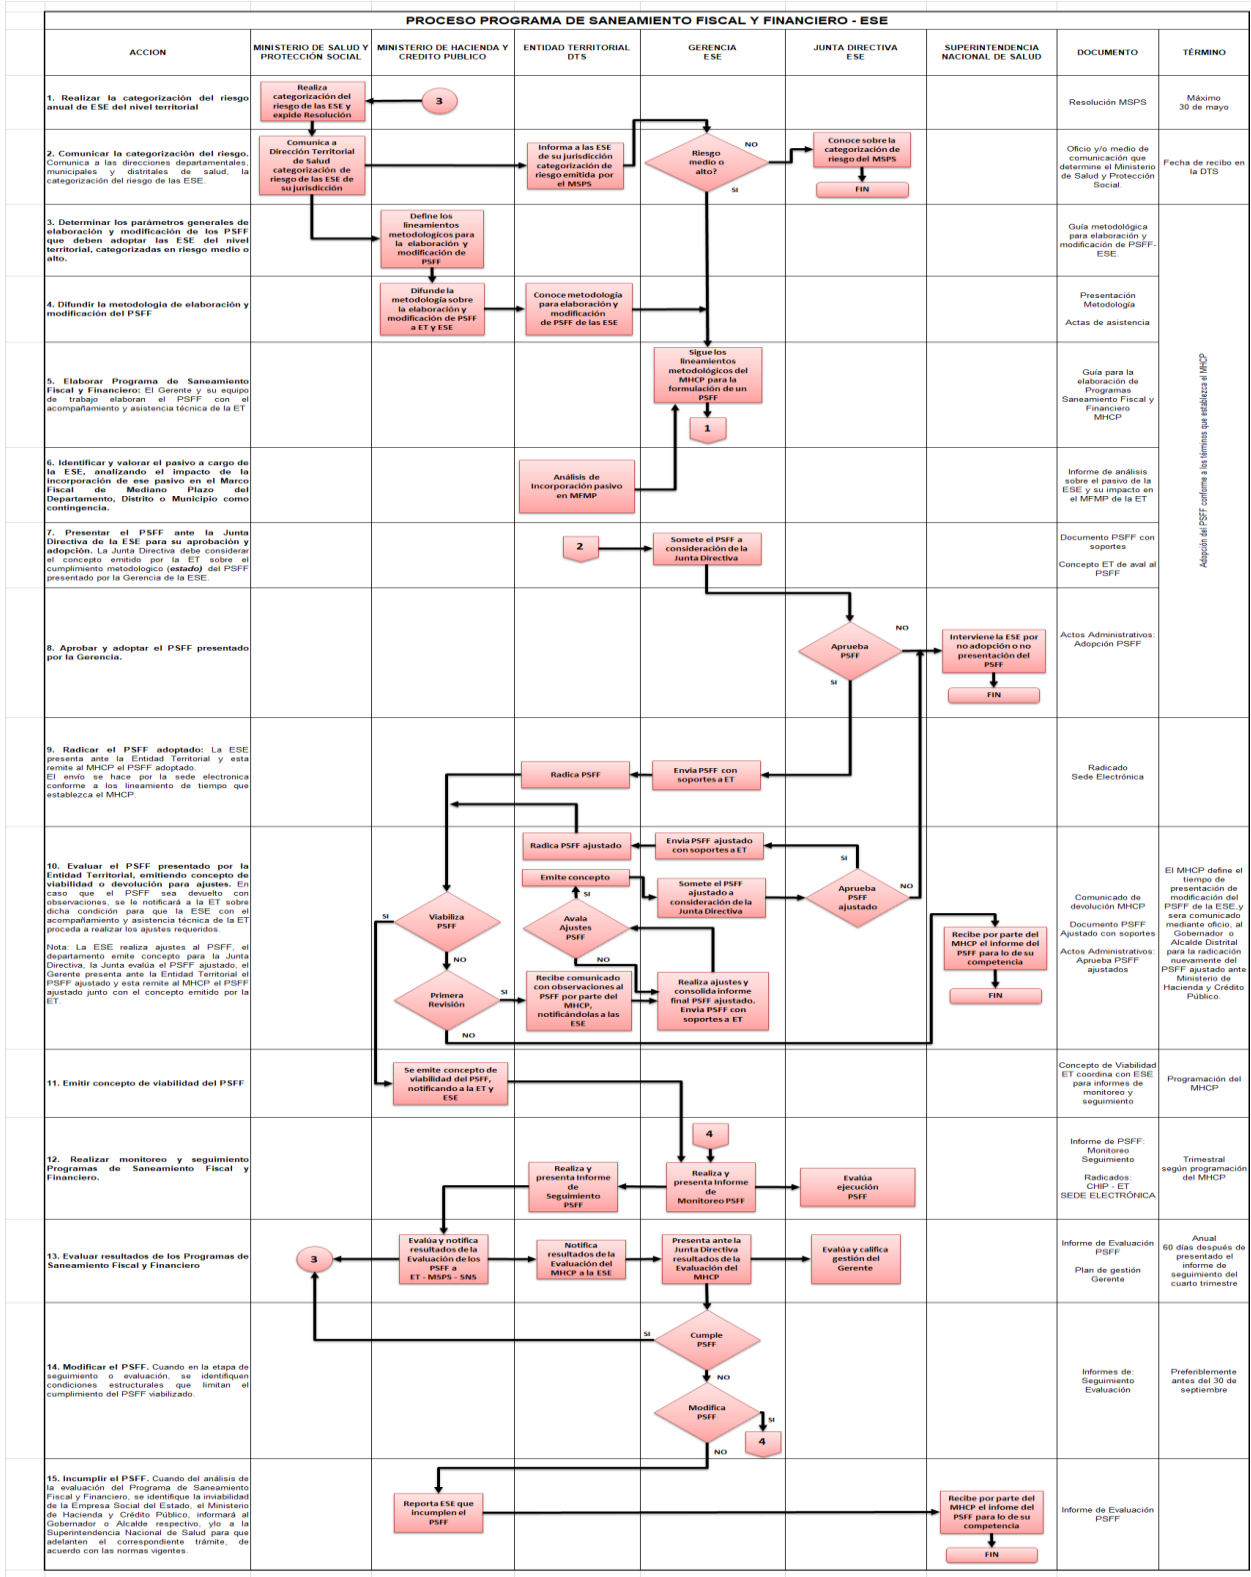 PROCESO PROGRAMA DE SANEAMIENTO FISCAL Y FINANCIERO - ESE
ACCION
MINISTERIO DE SALUD Y
PROTECCIÓN SOCIAL
MINISTERIO DE HACIENDA Y
CREDITO PUBLICO
ENTIDAD TERRITORIAL
DTS
GERENCIA
ESE
JUNTA DIRECTIVA
ESE
SUPERINTENDENCIA
NACIONAL DE SALUD
DOCUMENTO
TÉRMINO
1. Realizar la categorización del riesgo
anual de ESE del nivel territorial
Realiza
categorización del
riesgo de las ESE y
expide Resolución
3
Resolución MSPS
Máximo
30 de mayo
2. Comunicar la categorización del riesgo.
Comunica a las direcciones departamentales,
municipales y distritales de salud, la
categorización del riesgo de las ESE.
Comunica a
Dirección Territorial
de Salud
categorización de
riesgo de las ESE de
su jurisdicción
Informa a las ESE
de su jurisdicción
categorización de
riesgo emitida por
el MSPS
Riesgo
medio o
alto?
NO
SI
Conoce sobre la
categorización de
riesgo del MSPS
FIN
Oficio y/o medio de
comunicación que
determine el Ministerio
de Salud y Protección
Social.
Fecha de recibo en
la DTS
3. Determinar los parámetros generales de
elaboración y modificación de los PSFF
que deben adoptar las ESE del nivel
territorial, categorizadas en riesgo medio o
alto.
Define los
lineamientos
metodologícos para
la elaboración y
modificación de
PSFF
Guía metodológica
para elaboración y
modificación de PSFF-
ESE.
4. Difundir la metodologia de elaboración y
modificación del PSFF
Difunde la
metodología sobre
la elaboración y
modificación de PSFF
a ET y ESE
Conoce metodología
para elaboración y
modificación
de PSFF de las ESE
Presentación
Metodología
Actas de asistencia
Adopción del PSFF conforme a los términos que establezca el MHCP
5. Elaborar Programa de Saneamiento
Fiscal y Financiero: El Gerente y su equipo
de trabajo elaboran el PSFF con el
acompañamiento y asistencia técnica de la ET
Sigue los
lineamientos
metodológicos del
MHCP para la
formulación de un
PSFF
1
Guía para la
elaboración de
Programas
Saneamiento Fiscal y
Financiero
MHCP
6. Identificar y valorar el pasivo a cargo de
la ESE, analizando el impacto de la
incorporación de ese pasivo en el Marco
Fiscal de Mediano Plazo del
Departamento, Distrito o Municipio como
contingencia.
Análisis de
Incorporación pasivo
en MFMP
Informe de análisis
sobre el pasivo de la
ESE y su impacto en
el MFMP de la ET
7. Presentar el PSFF ante la Junta
Directiva de la ESE para su aprobación y
adopción. La Junta Directiva debe considerar
el concepto emitido por la ET sobre el
cumplimiento metodologico (estado) del PSFF
presentado por la Gerencia de la ESE.
2
Somete el PSFF a
consideración de la
Junta Directiva
Documento PSFF con
soportes
Concepto ET de aval al
PSFF
8. Aprobar y adoptar el PSFF presentado
por la Gerencia.
Aprueba
PSFF
NO
SI
Interviene la ESE por
no adopción o no
presentación del
PSFF
FIN
Actos Administrativos:
Adopción PSFF
9. Radicar el PSFF adoptado: La ESE
presenta ante la Entidad Territorial y esta
remite al MHCP el PSFF adoptado.
El envío se hace por la sede electronica
conforme a los lineamiento de tiempo que
establezca el MHCP.
Radica PSFF
Envia PSFF con
soportes a ET
Radicado
Sede Electrónica
10. Evaluar el PSFF presentado por la
Entidad Territorial, emitiendo concepto de
viabilidad o devolución para ajustes. En
caso que el PSFF sea devuelto con
observaciones, se le notificará a la ET sobre
dicha condición para que la ESE con el
acompañamiento y asistencia técnica de la ET
proceda a realizar los ajustes requeridos.
Nota: La ESE realiza ajustes al PSFF, el
departamento emite concepto para la Junta
Directiva, la Junta evalúa el PSFF ajustado, el
Gerente presenta ante la Entidad Territorial el
PSFF ajustado y esta remite al MHCP el PSFF
ajustado junto con el concepto emitido por la
ET.
Radica PSFF ajustado
Envia PSFF ajustado
con soportes a ET
Emite concepto
SI
Somete el PSFF
ajustado a
consideración de la
Junta Directiva
SI
Aprueba
PSFF
ajustado
NO
SI
Viabiliza
PSFF
NO
Avala
Ajustes
PSFF
NO
Primera
Revisión
SI
NO
Recibe comunicado
con observaciones al
PSFF por parte del
MHCP,
notificándolas a las
ESE
Realiza ajustes y
consolida informe
final PSFF ajustado.
Envia PSFF con
soportes a ET
Recibe por parte del
MHCP el informe del
PSFF para lo de su
competencia
FIN
Comunicado de
devolución MHCP
Documento PSFF
Ajustado con soportes
Actos Administrativos:
Aprueba PSFF
ajustados
El MHCP define el
tiempo de
presentación de
modificación del
PSFF de la ESE,y
sera comunicado
mediante oficio, al
Gobernador o
Alcalde Distrital
para la radicación
nuevamente del
PSFF ajustado ante
Ministerio de
Hacienda y Crédito
Público.
11. Emitir concepto de viabilidad del PSFF
Se emite concepto de
viabilidad del PSFF,
notificando a la ET y
ESE
Concepto de Viabilidad
ET coordina con ESE
para informes de
monitoreo y
seguimiento
Programación del
MHCP
12. Realizar monitoreo y seguimiento
Programas de Saneamiento Fiscal y
Financiero.
4
Realiza y
presenta Informe
de
Seguimiento
PSFF
Realiza y
presenta Informe
de
Monitoreo PSFF
Evalúa
ejecución
PSFF
Informe de PSFF:
Monitoreo
Seguimiento
Radicados:
CHIP - ET
SEDE ELECTRÓNICA
Trimestral
según programación
del MHCP
13. Evaluar resultados de los Programas de
Saneamiento Fiscal y Financiero
3
Evalúa y notifica
resultados de la
Evaluación de los
PSFF a
ET - MSPS - SNS
Notifica
resultados de la
Evaluación del
MHCP a la ESE
Presenta ante la
Junta Directiva
resultados de la
Evaluación del
MHCP
Evalúa y califica
gestión del
Gerente
Informe de Evaluación
PSFF
Plan de gestión
Gerente
Anual
60 días después de
presentado el
informe de
seguimiento del
cuarto trimestre
14. Modificar el PSFF. Cuando en la etapa de
seguimiento o evaluación, se identifiquen
condiciones estructurales que limitan el
cumplimiento del PSFF viabilizado.
SI
Cumple
PSFF
NO
Modifica
PSFF
SI
4
NO
Informes de:
Seguimiento
Evaluación
Preferiblemente
antes del 30 de
septiembre
15. Incumplir el PSFF. Cuando del análisis de
la evaluación del Programa de Saneamiento
Fiscal y Financiero, se identifique la inviabilidad
de la Empresa Social del Estado, el Ministerio
de Hacienda y Crédito Público, informará al
Gobernador o Alcalde respectivo, y/o a la
Superintendencia Nacional de Salud para que
adelanten el correspondiente trámite, de
acuerdo con las normas vigentes.
Reporta ESE que
incumplen el
PSFF
Recibe por parte del
MHCP el infome del
PSFF para lo de su
competencia
FIN
Informe de Evaluación
PSFF